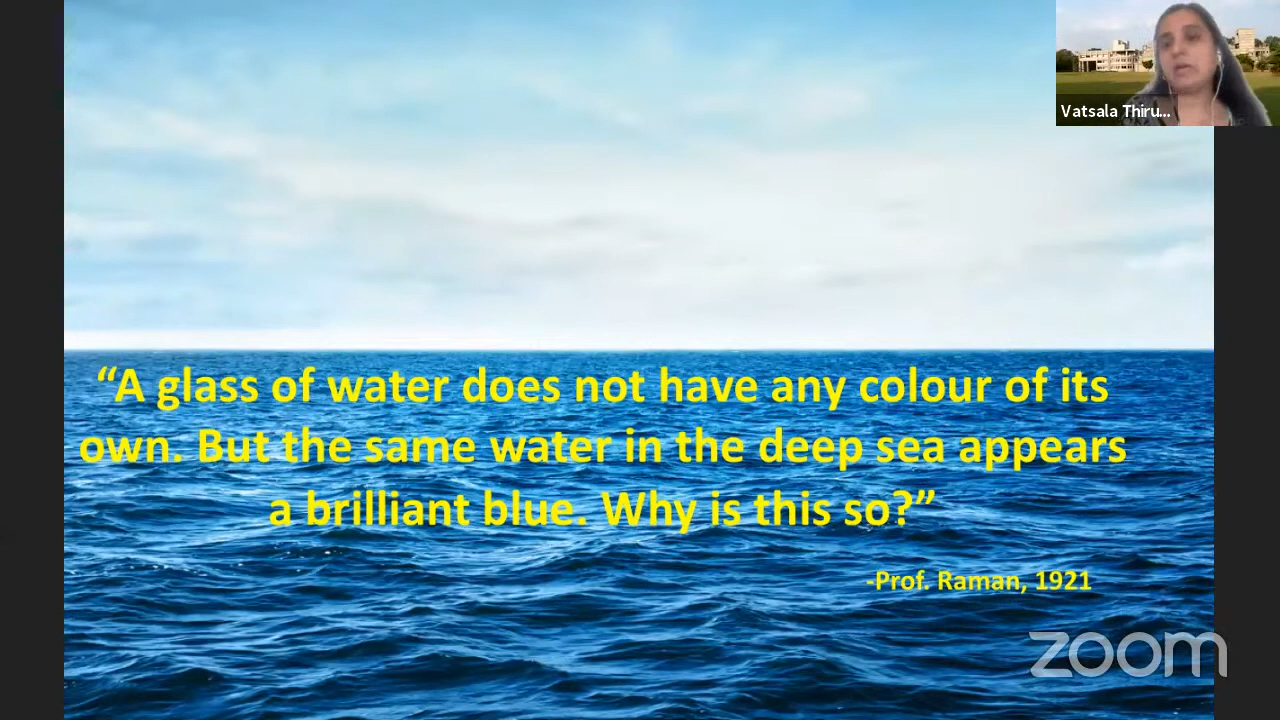 Vatsala Thiru...
“A glass of water does not have any colour of its
own. But the same water in the deep sea appears
a brilliant blue. Why is this so?”
-Prof. Raman, 1921
zoom